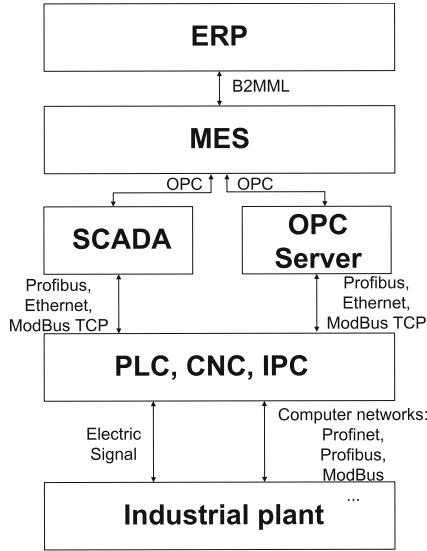 ERP
B2MML
MES
OPC
OPC
SCADA
OPC
Server
Profibus,
Ethernet,
ModBus TCP
Profibus,
Ethernet,
ModBus TCP
PLC, CNC, IPC
Electric
Signal
Computer networks:
Profinet,
Profibus,
ModBus
...
Industrial plant